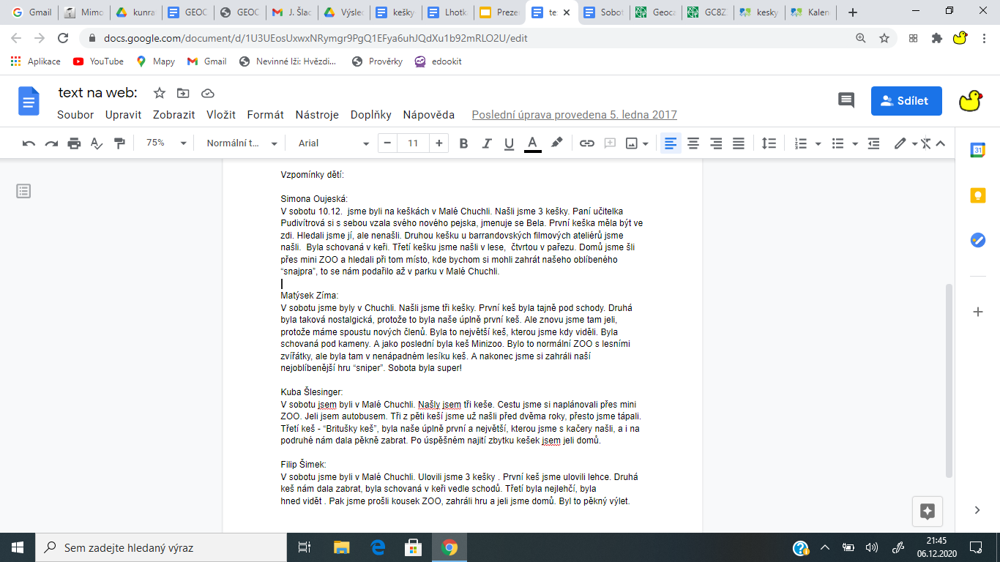 Gmail
Mimo
kunra
GEOC
GEOC
J. Šlac
Výsle
kešky
Lhotk
Preze
te
Sobot
Geoca
GC8Z
kesky
Kalen
docs.google.com/document/d/1U3UEosUxwxNRymgr9PgQ1EFya6uhJQdXu1b92mRLO2U/edit
Aplikace
YouTube
Mapy
Gmail
Nevinné lži: Hvězdi...
Prověrky
edookit
text na web:
Sdílet
Soubor Upravit Zobrazit Vložit Formát Nástroje Doplňky Nápověda Poslední úprava provedena 5. ledna 2017
75% Normální t... Arial 11
31
Vzpomínky dětí:
Simona Oujeská:
V sobotu 10.12.  jsme byli na keškách v Malé Chuchli. Našli jsme 3 kešky. Paní učitelka
Pudivítrová si s sebou vzala svého nového pejska, jmenuje se Bela. První keška měla být ve
zdi. Hledali jsme jí, ale nenašli. Druhou kešku u barrandovských filmových ateliérů jsme
našli.  Byla schovaná v keři. Třetí kešku jsme našli v lese,  čtvrtou v pařezu. Domů jsme šli
přes mini ZOO a hledali při tom místo, kde bychom si mohli zahrát našeho oblíbeného
“snajpra”, to se nám podařilo až v parku v Malé Chuchli.
Matýsek Zíma:
V sobotu jsme byly v Chuchli. Našli jsme tři kešky. První keš byla tajně pod schody. Druhá
byla taková nostalgická, protože to byla naše úplně první keš. Ale znovu jsme tam jeli,
protože máme spoustu nových členů. Byla to největší keš, kterou jsme kdy viděli. Byla
schovaná pod kameny. A jako poslední byla keš Minizoo. Bylo to normální ZOO s lesními
zvířátky, ale byla tam v nenápadném lesíku keš. A nakonec jsme si zahráli naší
nejoblíbenější hru “sniper”. Sobota byla super!
Kuba Šlesinger:
V sobotu jsem byli v Malé Chuchli. Našly jsem tři keše. Cestu jsme si naplánovali přes mini
ZOO. Jeli jsem autobusem. Tři z pěti keší jsme už našli před dvěma roky, přesto jsme tápali.
Třetí keš - “Britušky keš”, byla naše úplně první a největší, kterou jsme s kačery našli, a i na
podruhé nám dala pěkně zabrat. Po úspěšném najití zbytku kešek jsem jeli domů.
Filip Šimek:
V sobotu jsme byli v Malé Chuchli. Ulovili jsme 3 kešky . První keš jsme ulovili lehce. Druhá
keš nám dala zabrat, byla schovaná v keři vedle schodů. Třetí byla nejlehčí, byla
hned vidět . Pak jsme prošli kousek ZOO, zahráli hru a jeli jsme domů. Byl to pěkný výlet.
Sem zadejte hledaný výraz
21:45
06.12.2020